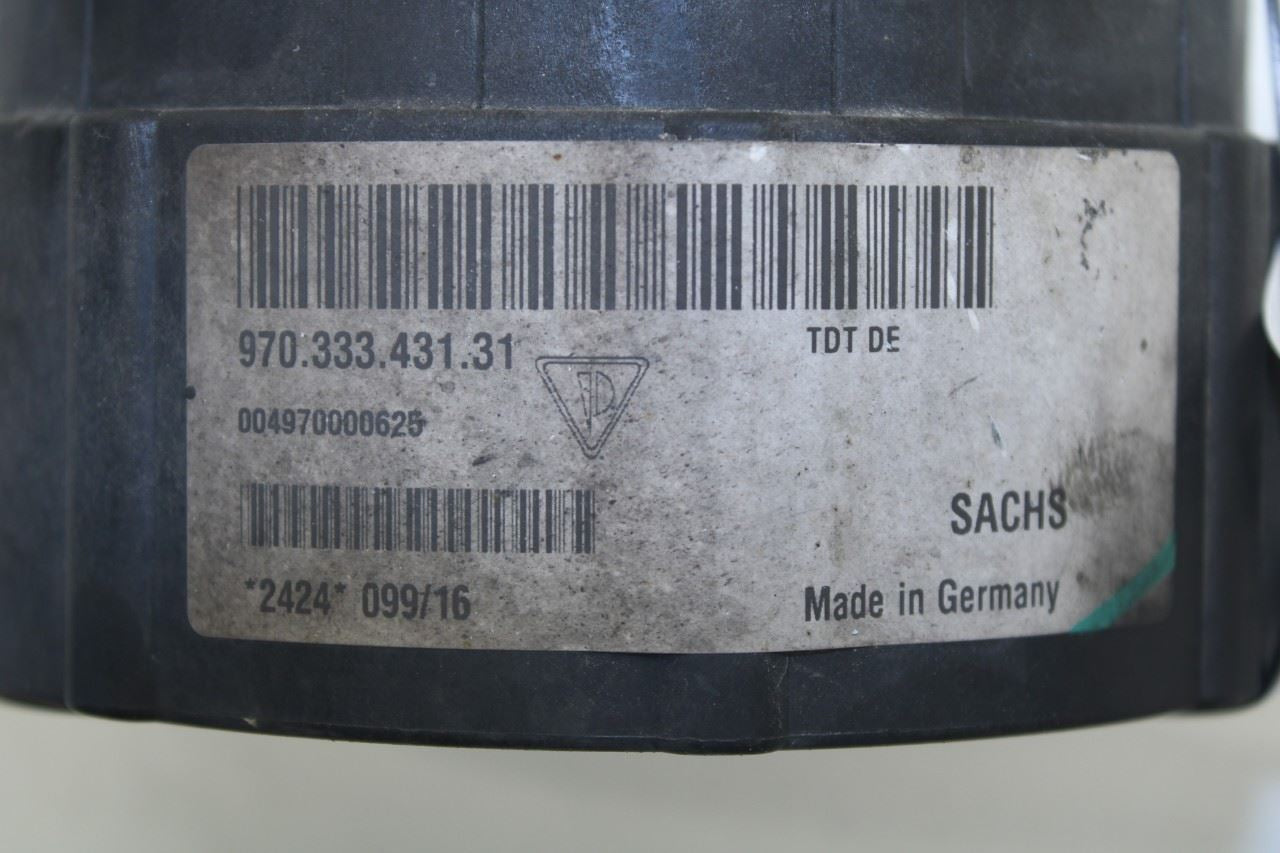 970.333.431.31
TDT DE
004970000625
SACHS
*2424* 099/16
Made in Germany